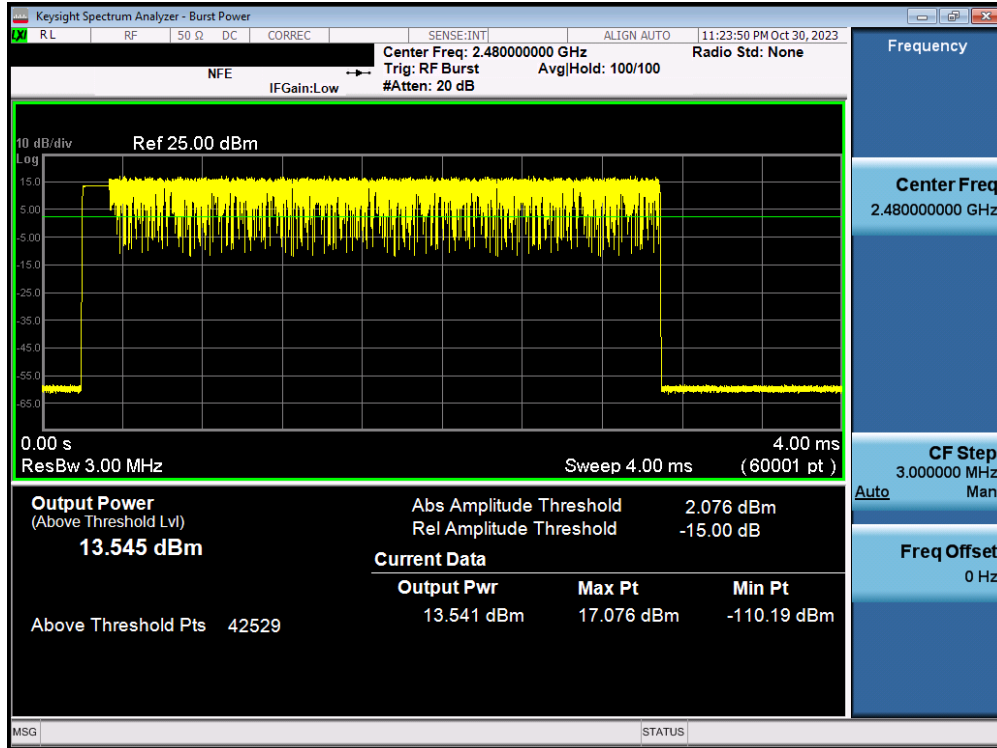 Keysight Spectrum Analyzer - Burst Power
LXI RL RF 50 Ω DC CORREC SENSE:INT ALIGN AUTO 11:23:50 PM Oct 30, 2023
NFE
IFGain:Low
Center Freq: 2.480000000 GHz
Radio Std: None
Trig: RF Burst
Avg|Hold: 100/100
#Atten: 20 dB
10 dB/div
Ref 25.00 dBm
Log
15.0
5.00
-5.00
-15.0
-25.0
-35.0
-45.0
-55.0
-65.0
0.00 s
4.00 ms
ResBw 3.00 MHz
Sweep 4.00 ms
(60001 pt)
Output Power
(Above Threshold Lvl)
13.545 dBm
Above Threshold Pts 42529
Abs Amplitude Threshold 2.076 dBm
Rel Amplitude Threshold -15.00 dB
Current Data
Output Pwr Max Pt Min Pt
13.541 dBm 17.076 dBm -110.19 dBm
Frequency
Center Freq
2.480000000 GHz
CF Step
3.000000 MHz
Auto Man
Freq Offset
0 Hz
MSG
STATUS